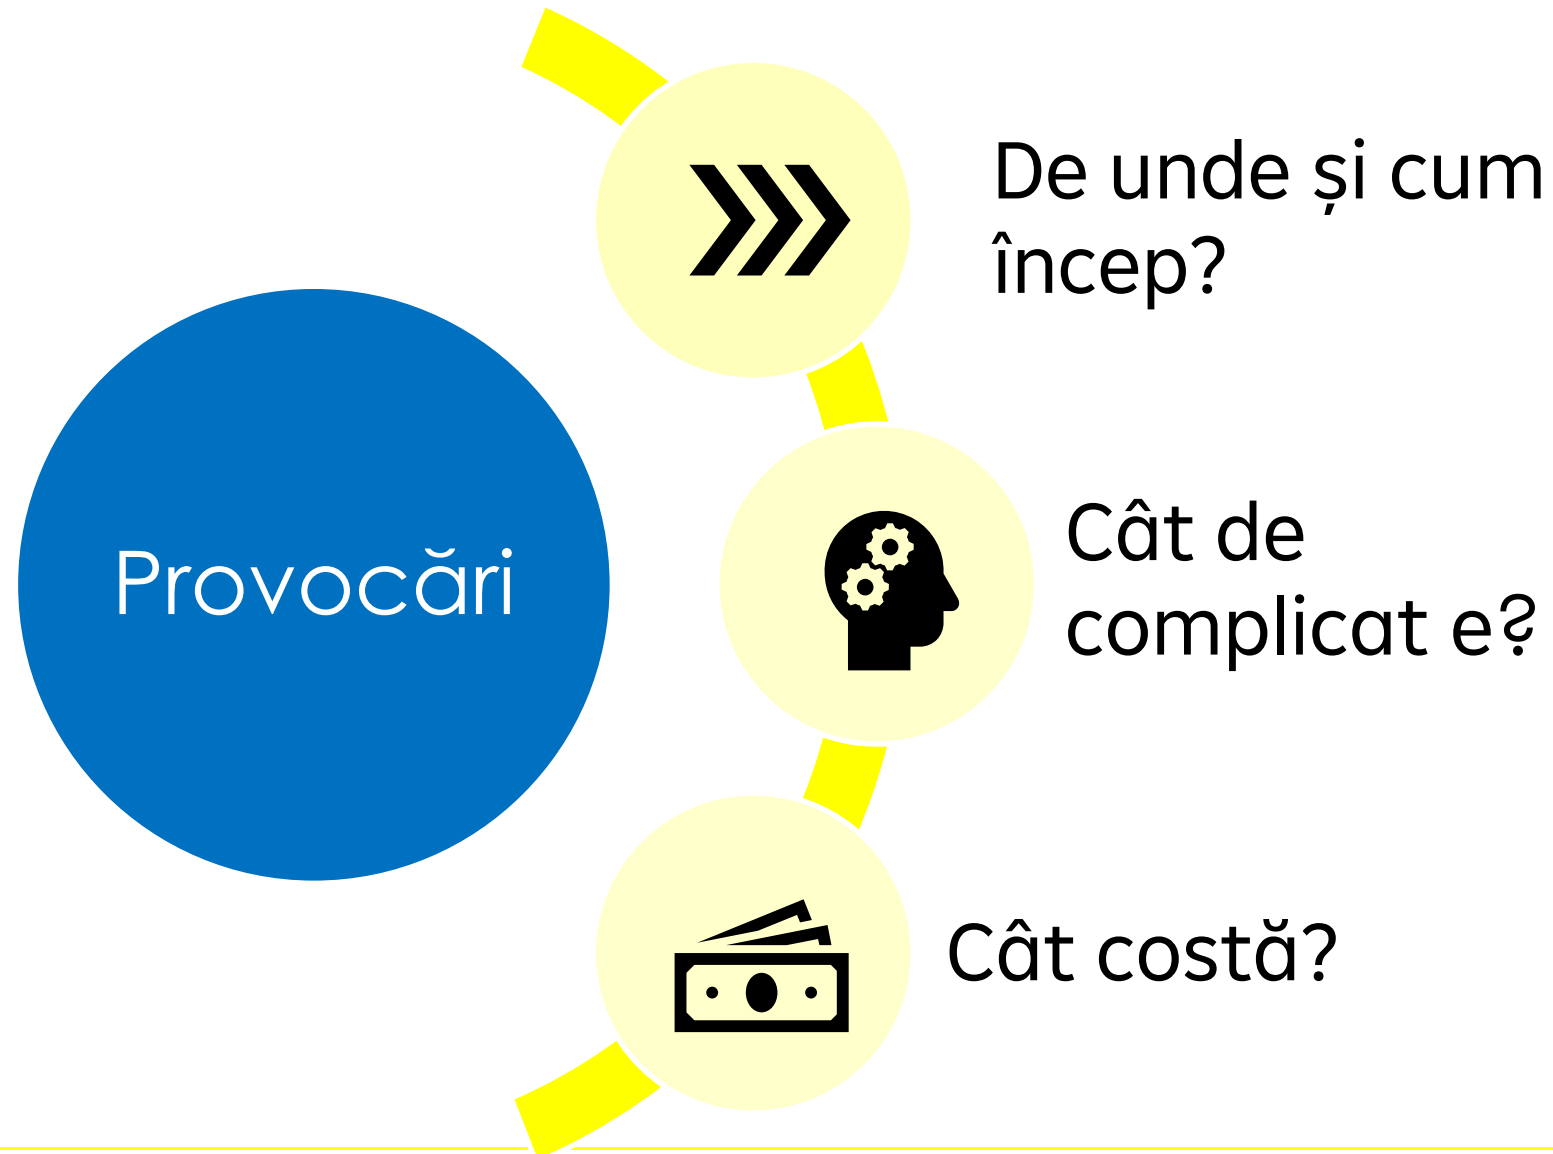 Provocări
De unde și cum
încep?
Cât de
complicat e?
Cât costă?